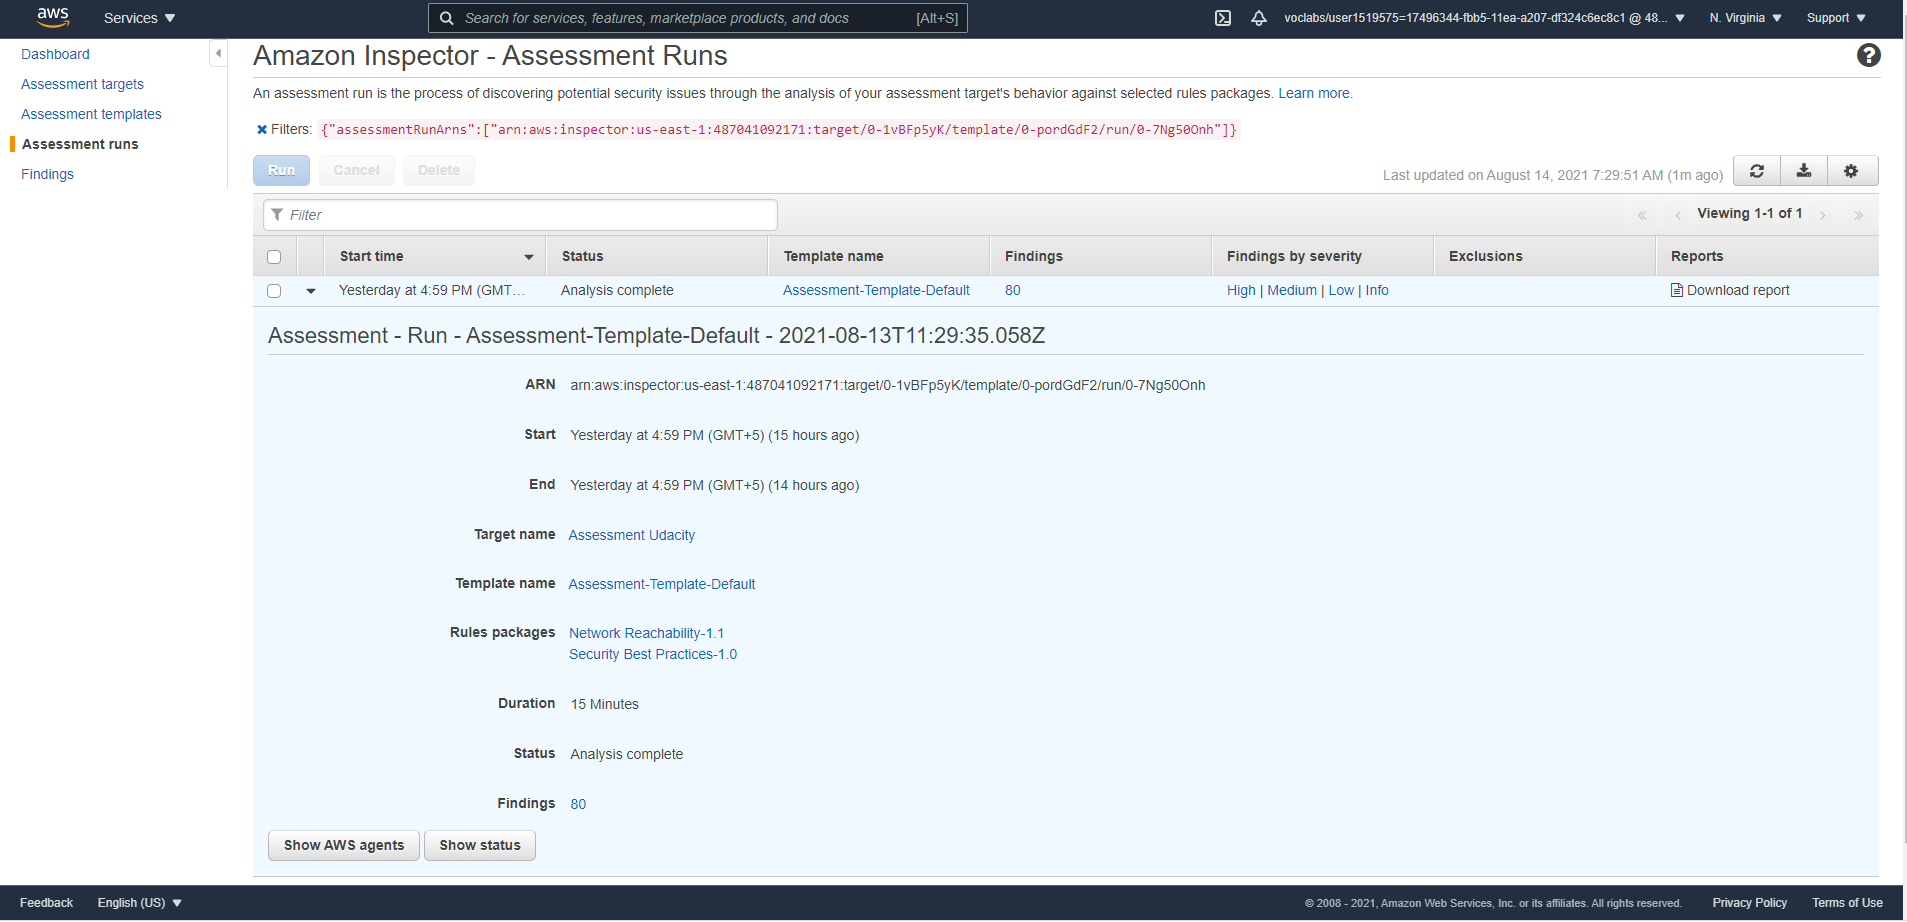 aws Services Search for services, features, marketplace products, and docs [Alt+S] voclabs/user1519575=17496344-fbb5-11ea-a207-df324c6ec8c1 @ 48... N. Virginia Support
Dashboard
Assessment targets
Assessment templates
Assessment runs
Findings
Amazon Inspector - Assessment Runs
An assessment run is the process of discovering potential security issues through the analysis of your assessment target's behavior against selected rules packages. Learn more.
Filters: {"assessmentRunArns":["arn:aws:inspector:us-east-1:487041092171:target/0-1vBFp5yK/template/0-pordGdF2/run/0-7Ng50Onh"]}
Run Cancel Delete
Last updated on August 14, 2021 7:29:51 AM (1m ago)
Filter
« ‹ Viewing 1-1 of 1 › »
Start time Status Template name Findings Findings by severity Exclusions Reports
Yesterday at 4:59 PM (GMT... Analysis complete Assessment-Template-Default 80 High | Medium | Low | Info Download report
Assessment - Run - Assessment-Template-Default - 2021-08-13T11:29:35.058Z
ARN arn:aws:inspector:us-east-1:487041092171:target/0-1vBFp5yK/template/0-pordGdF2/run/0-7Ng50Onh
Start Yesterday at 4:59 PM (GMT+5) (15 hours ago)
End Yesterday at 4:59 PM (GMT+5) (14 hours ago)
Target name Assessment Udacity
Template name Assessment-Template-Default
Rules packages Network Reachability-1.1
Security Best Practices-1.0
Duration 15 Minutes
Status Analysis complete
Findings 80
Show AWS agents Show status
Feedback English (US) © 2008 - 2021, Amazon Web Services, Inc. or its affiliates. All rights reserved. Privacy Policy Terms of Use